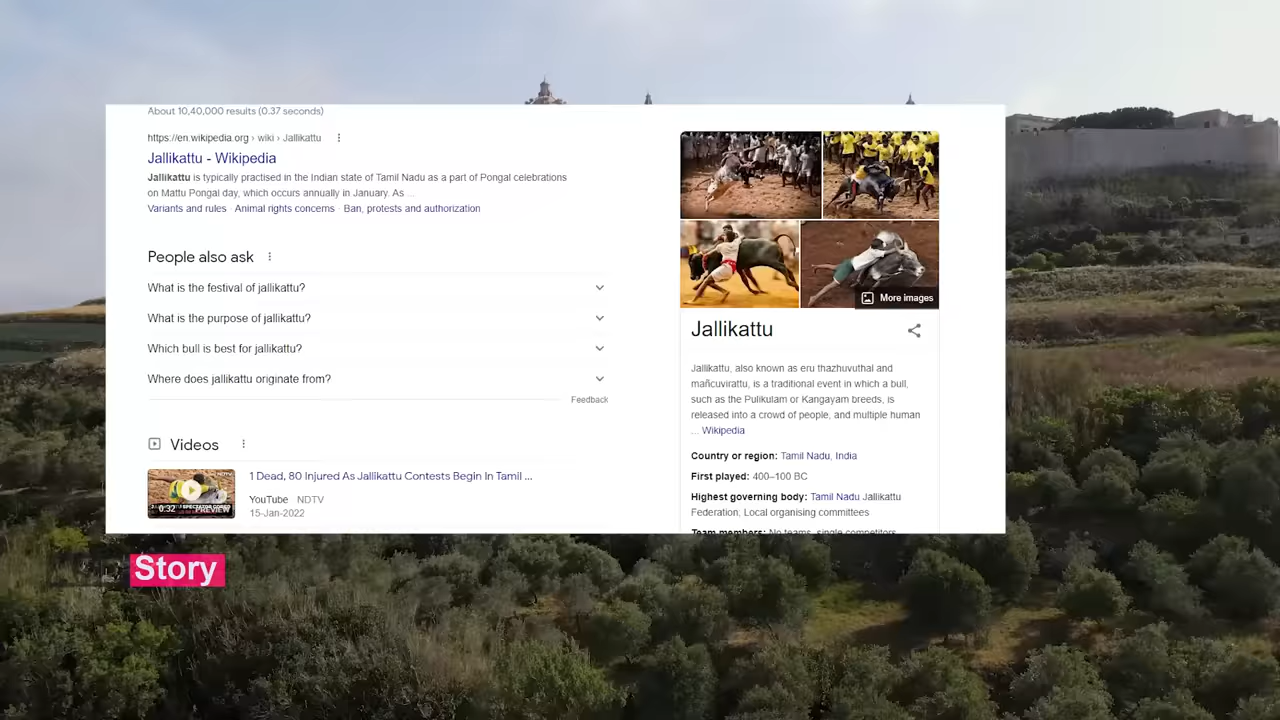 About 10,40,000 results (0.37 seconds)
https://en.wikipedia.org › wiki › Jallikattu
Jallikattu - Wikipedia
Jallikattu is typically practised in the Indian state of Tamil Nadu as a part of Pongal celebrations
on Mattu Pongal day, which occurs annually in January. As ...
Variants and rules · Animal rights concerns · Ban, protests and authorization
People also ask
What is the festival of jallikattu?
What is the purpose of jallikattu?
Which bull is best for jallikattu?
Where does jallikattu originate from?
Feedback
Videos
1 Dead, 80 Injured As Jallikattu Contests Begin In Tamil ...
0:32
PREVIEW
YouTube NDTV
15-Jan-2022
More images
Jallikattu
Jallikattu, also known as eru thazhuvuthal and
mañcuvirattu, is a traditional event in which a bull,
such as the Pulikulam or Kangayam breeds, is
released into a crowd of people, and multiple human
... Wikipedia
Country or region: Tamil Nadu, India
First played: 400–100 BC
Highest governing body: Tamil Nadu Jallikattu
Federation; Local organising committees
Team members: No teams, single competitors
Story